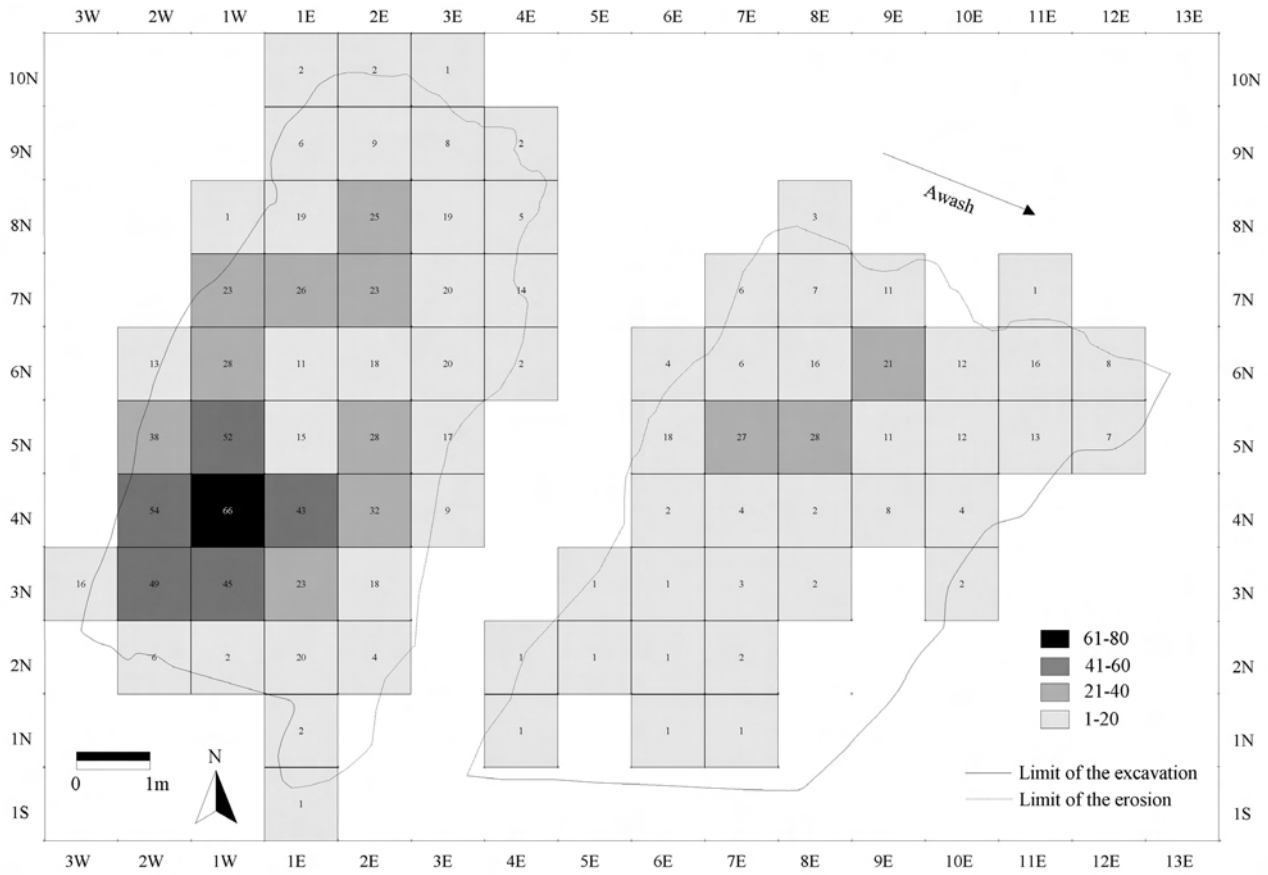 3W 2W 1W 1E 2E 3E 4E 5E 6E 7E 8E 9E 10E 11E 12E 13E
10N 2 2 1 10N
9N 6 9 8 2 9N
Awash
8N 1 19 25 19 5 3 8N
7N 23 26 23 20 14 6 7 11 1 7N
6N 13 28 11 18 20 2 4 6 16 21 12 16 8 6N
5N 38 52 15 28 17 18 27 28 11 12 13 7 5N
4N 54 66 43 32 9 2 4 2 8 4 4N
3N 16 49 45 23 18 1 1 3 2 2 3N
61-80
2N 6 2 20 4 1 1 1 2 2N
41-60
21-40
1-20
1N 2 1 1 1 1N
N
0 1m
Limit of the excavation
Limit of the erosion
1S 1 1S
3W 2W 1W 1E 2E 3E 4E 5E 6E 7E 8E 9E 10E 11E 12E 13E